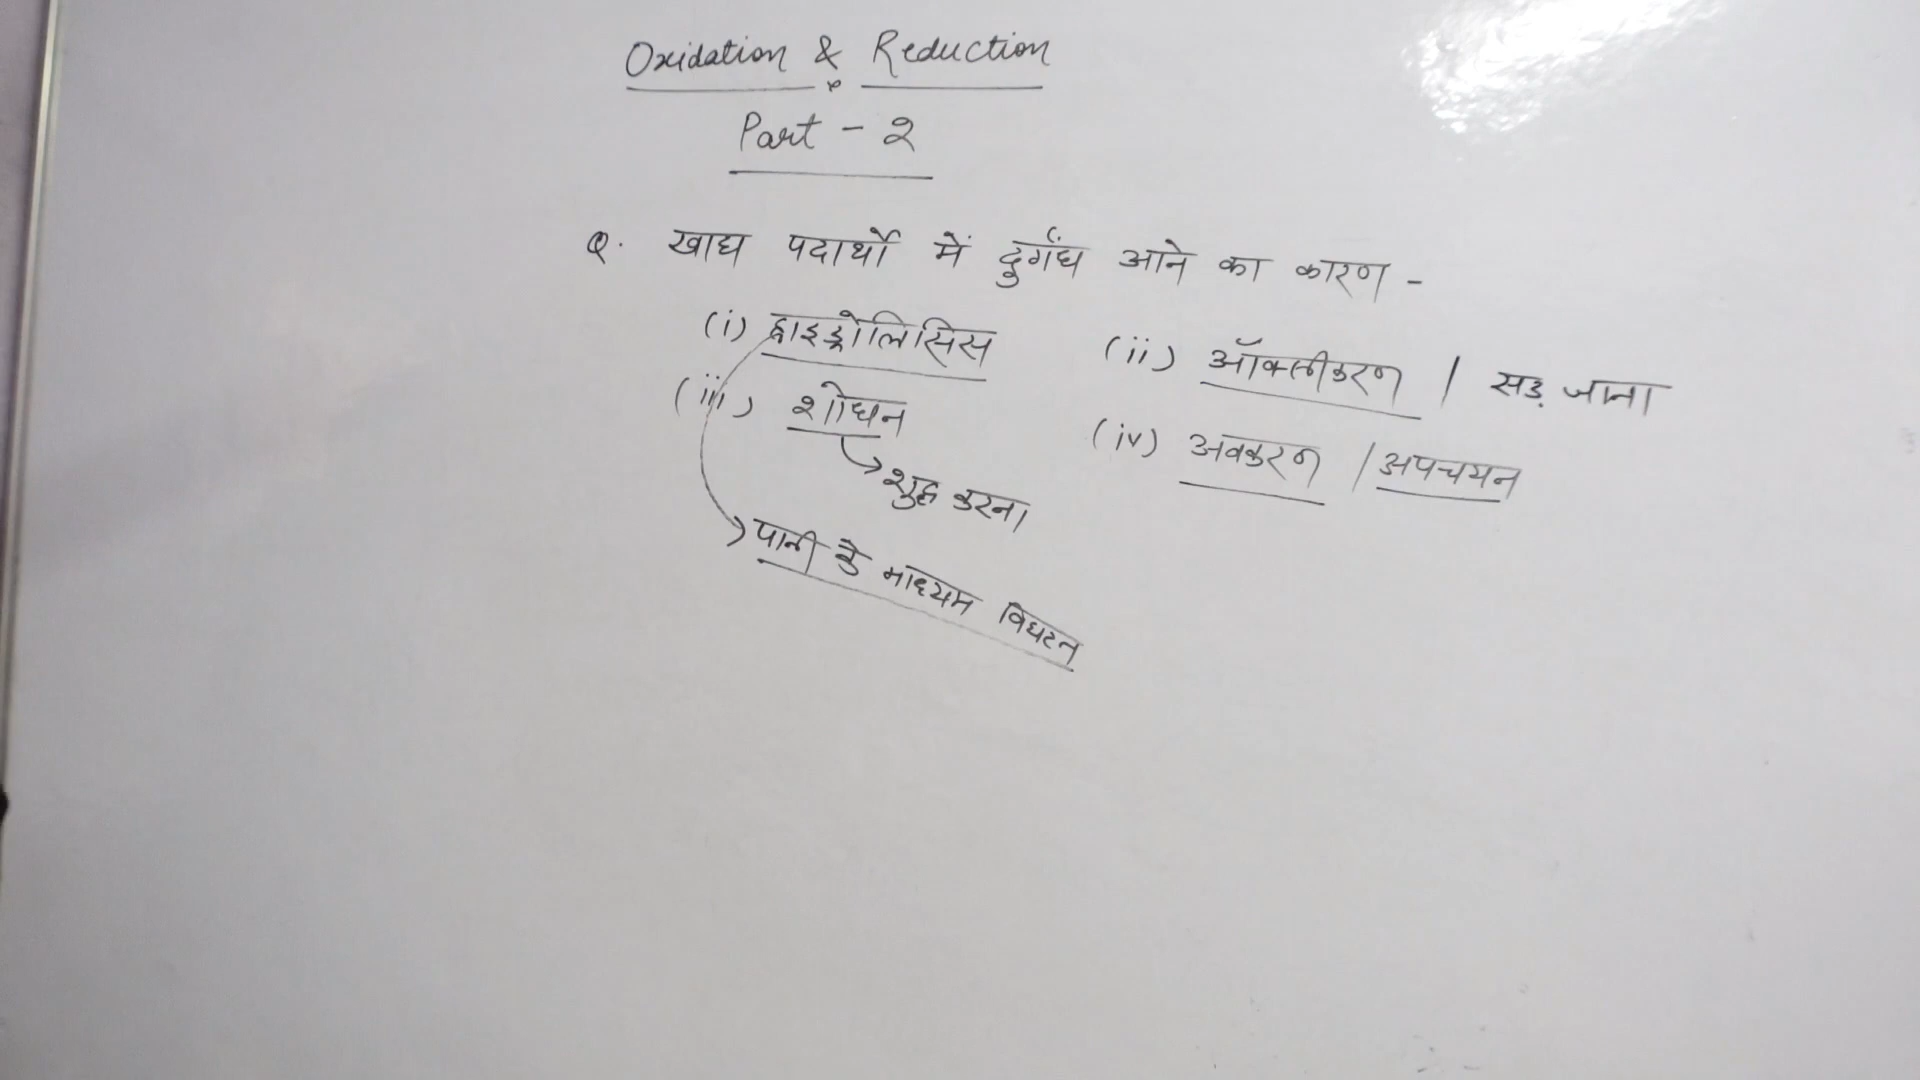 Oxidation & Reduction
Part - 2
Q. खाद्य पदार्थो में दुर्गंध आने का कारण -
(i) हाइड्रोलिसिस (ii) ऑक्सीकरण / सड़ जाना
(iii) शोधन (iv) अवकरण / अपचयन
शुद्ध करना
पानी के माध्यम विघटन